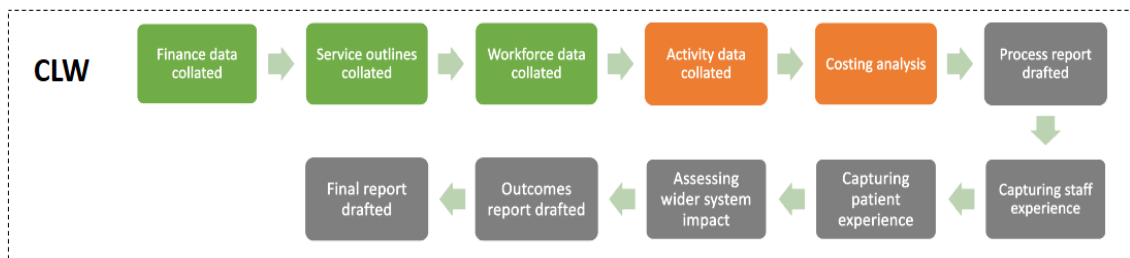 CLW
Finance data
collated
Service outlines
collated
Workforce data
collated
Activity data
collated
Costing analysis
Process report
drafted
Capturing staff
experience
Capturing
patient
experience
Assessing
wider system
impact
Outcomes
report drafted
Final report
drafted